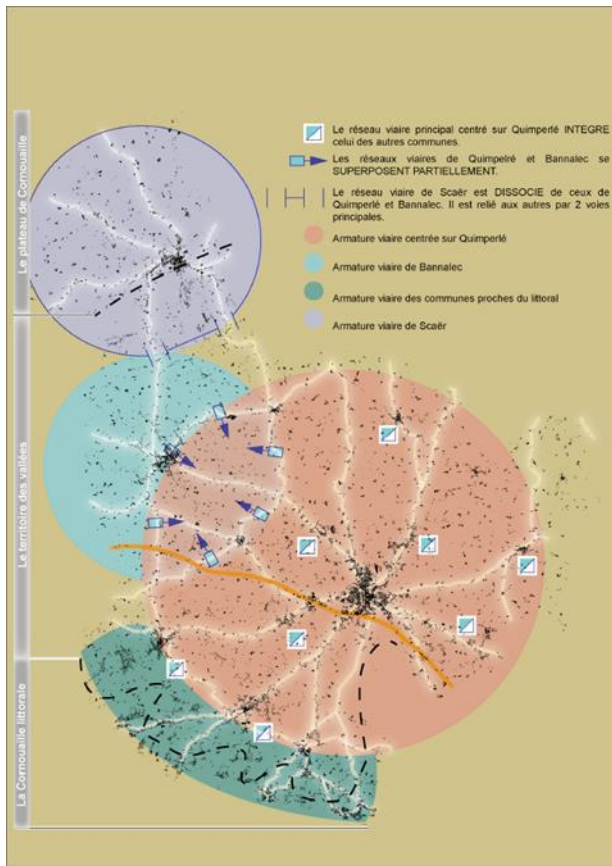 Le réseau viaire principal centré sur Quimperlé INTEGRE
celui des autres communes.
Les réseaux viaires de Quimpelré et Bannalec se
SUPERPOSENT PARTIELLEMENT.
Le réseau viaire de Scaër est DISSOCIE de ceux de
Quimperlé et Bannalec. Il est relié aux autres par 2 voies
principales.
Armature viaire centrée sur Quimperlé
Armature viaire de Bannalec
Armature viaire des communes proches du littoral
Armature viaire de Scaër
Le plateau de Cornouaille
Le territoire des vallées
La Cornouaille littorale